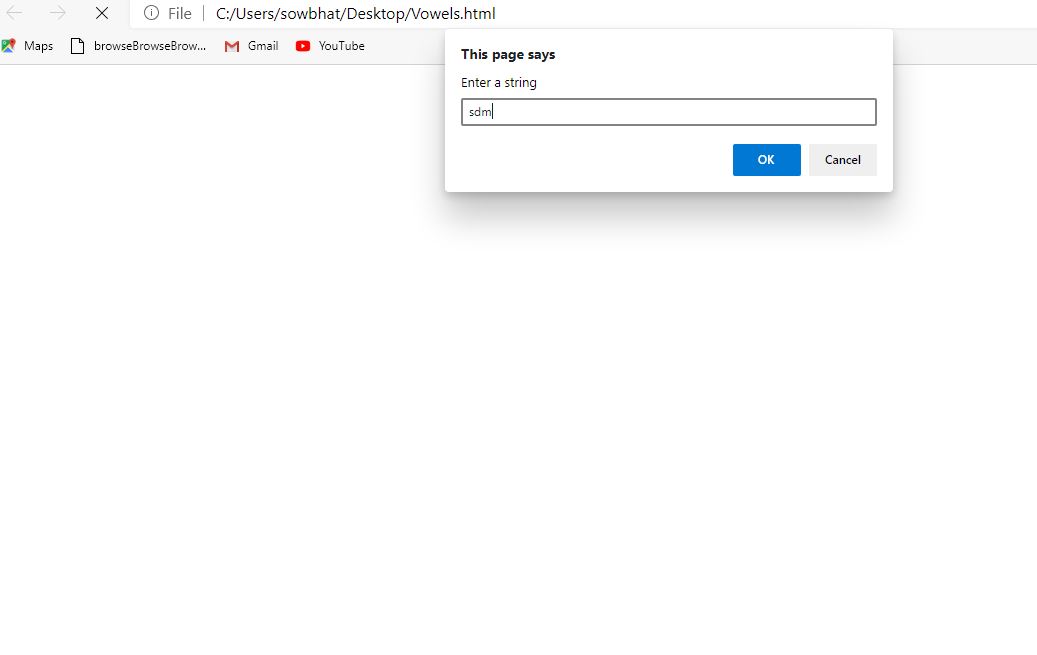 File | C:/Users/sowbhat/Desktop/Vowels.html
Maps browseBrowseBrow... Gmail YouTube
This page says
Enter a string
sdm
OK Cancel